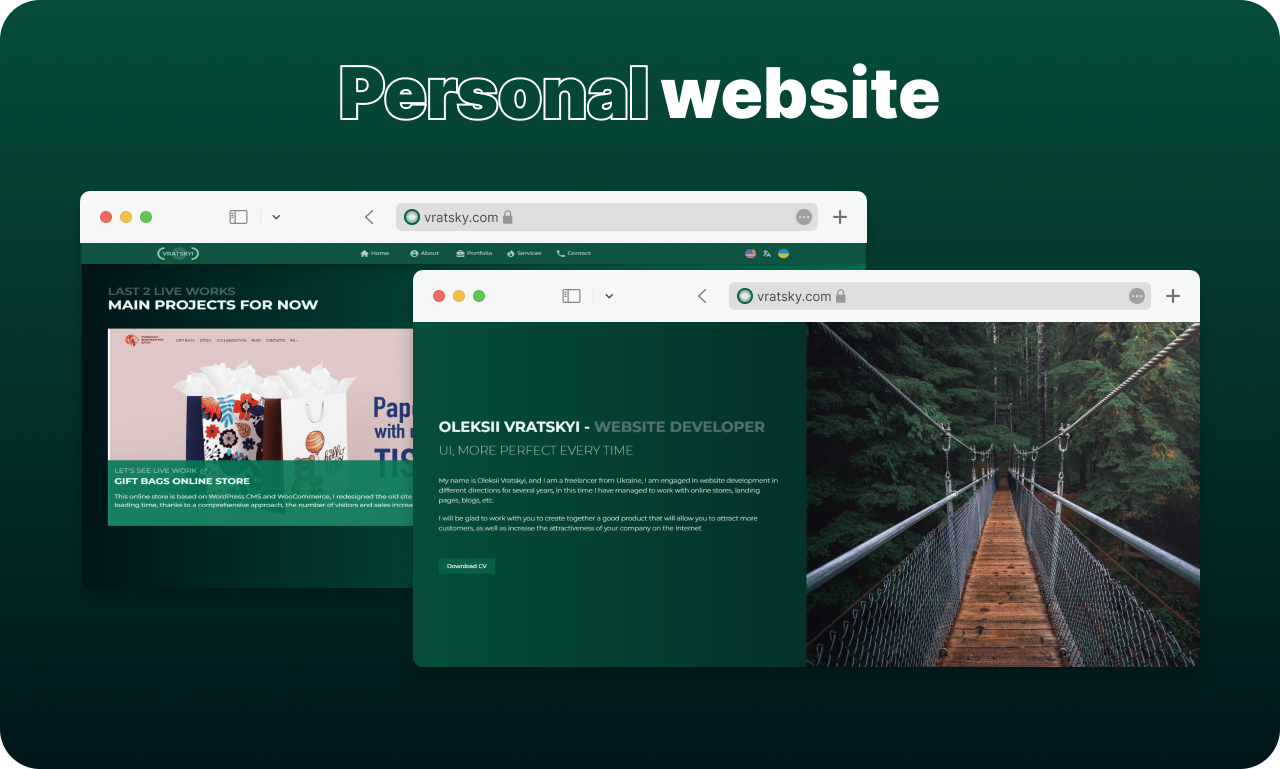 Personal website
vratsky.com
VRATSKYI
Home About Portfolio Services Contact
LAST 2 LIVE WORKS
MAIN PROJECTS FOR NOW
GIFT BAGS STORE COLLABORATION BLOG CONTACTS EN
Pap
with u
TIS
hello
LET'S SEE LIVE WORK
GIFT BAGS ONLINE STORE
This online store is based on WordPress CMS and WooCommerce, I redesigned the old site
loading time, thanks to a comprehensive approach, the number of visitors and sales increa
vratsky.com
OLEKSII VRATSKYI - WEBSITE DEVELOPER
UI, MORE PERFECT EVERY TIME
My name is Oleksii Vratskyi, and I am a freelancer from Ukraine, I am engaged in website development in
different directions for several years, in this time I have managed to work with online stores, landing
pages, blogs, etc.
I will be glad to work with you to create together a good product that will allow you to attract more
customers, as well as increase the attractiveness of your company on the Internet.
Download CV